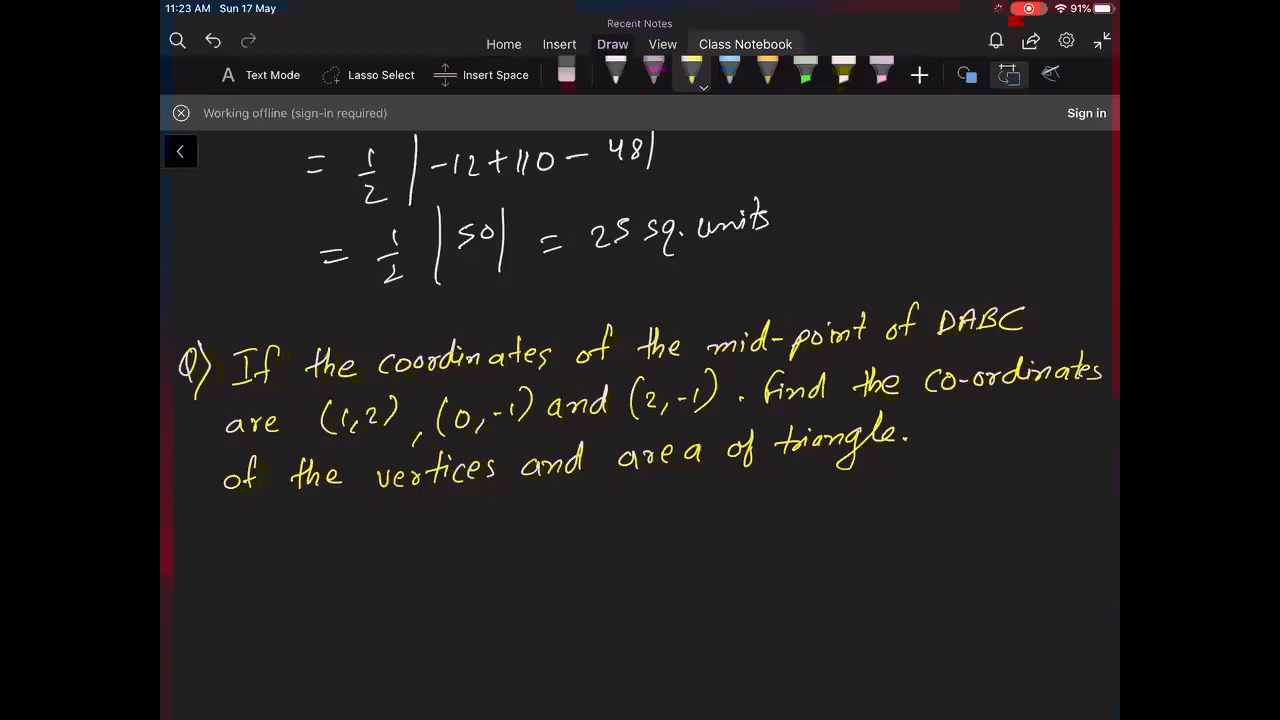 11:23 AM Sun 17 May
91%
Recent Notes
Home Insert Draw View Class Notebook
A Text Mode Lasso Select Insert Space
Working offline (sign-in required) Sign in
= 1/2 |-12+110-48|
= 1/2 |50| = 25 sq. units
Q) If the coordinates of the mid-point of DABC
are (1,2), (0,-1) and (2,-1). Find the co-ordinates
of the vertices and area of triangle.